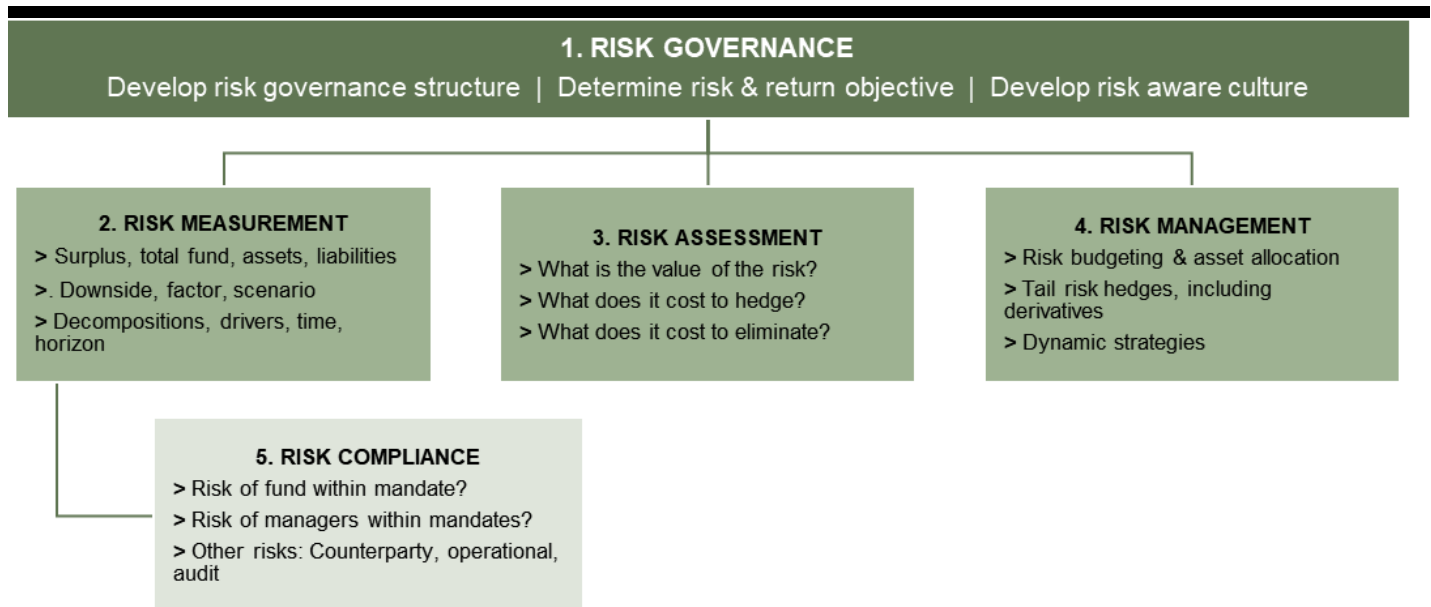 1. RISK GOVERNANCE
Develop risk governance structure | Determine risk & return objective | Develop risk aware culture
2. RISK MEASUREMENT
> Surplus, total fund, assets, liabilities
>. Downside, factor, scenario
> Decompositions, drivers, time,
horizon
3. RISK ASSESSMENT
> What is the value of the risk?
> What does it cost to hedge?
> What does it cost to eliminate?
4. RISK MANAGEMENT
> Risk budgeting & asset allocation
> Tail risk hedges, including
derivatives
> Dynamic strategies
5. RISK COMPLIANCE
> Risk of fund within mandate?
> Risk of managers within mandates?
> Other risks: Counterparty, operational,
audit